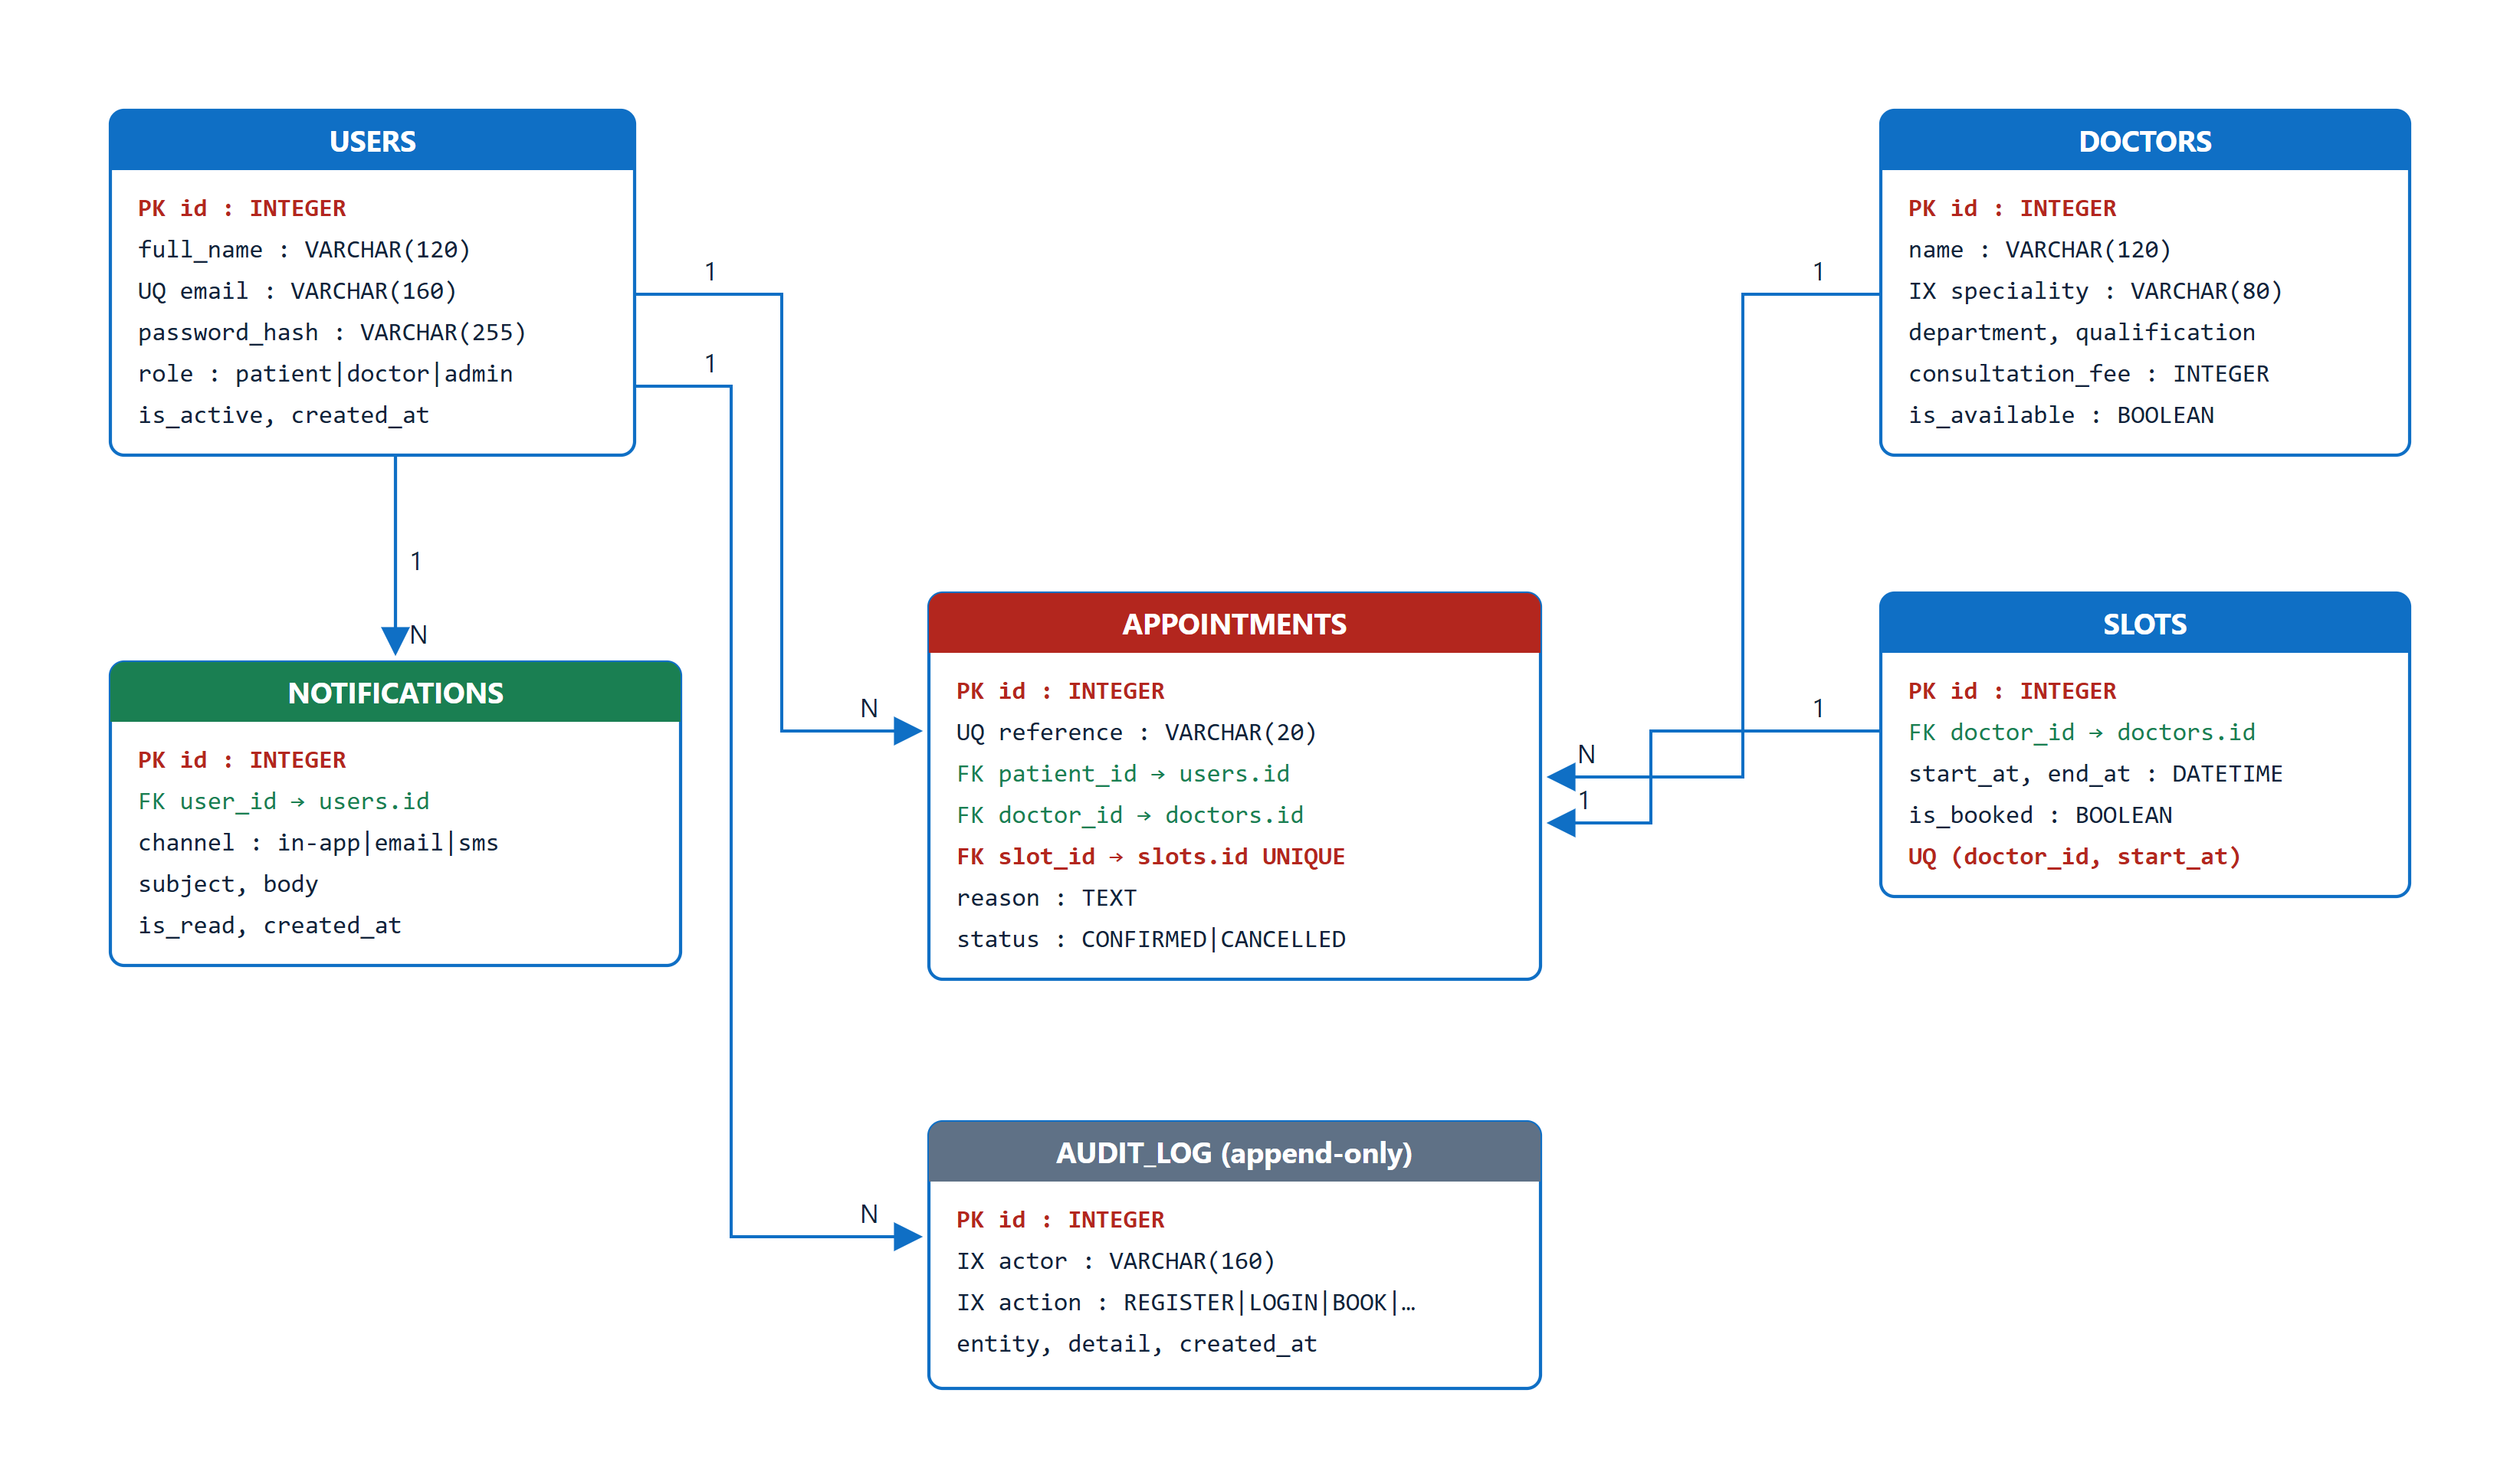 USERS
PK id : INTEGER
full_name : VARCHAR(120)
UQ email : VARCHAR(160)
password_hash : VARCHAR(255)
role : patient|doctor|admin
is_active, created_at
1
1
1
N
DOCTORS
PK id : INTEGER
name : VARCHAR(120)
IX speciality : VARCHAR(80)
department, qualification
consultation_fee : INTEGER
is_available : BOOLEAN
1
NOTIFICATIONS
PK id : INTEGER
FK user_id → users.id
channel : in-app|email|sms
subject, body
is_read, created_at
N
APPOINTMENTS
PK id : INTEGER
UQ reference : VARCHAR(20)
FK patient_id → users.id
FK doctor_id → doctors.id
FK slot_id → slots.id UNIQUE
reason : TEXT
status : CONFIRMED|CANCELLED
N
1
1
SLOTS
PK id : INTEGER
FK doctor_id → doctors.id
start_at, end_at : DATETIME
is_booked : BOOLEAN
UQ (doctor_id, start_at)
N
AUDIT_LOG (append-only)
PK id : INTEGER
IX actor : VARCHAR(160)
IX action : REGISTER|LOGIN|BOOK|…
entity, detail, created_at